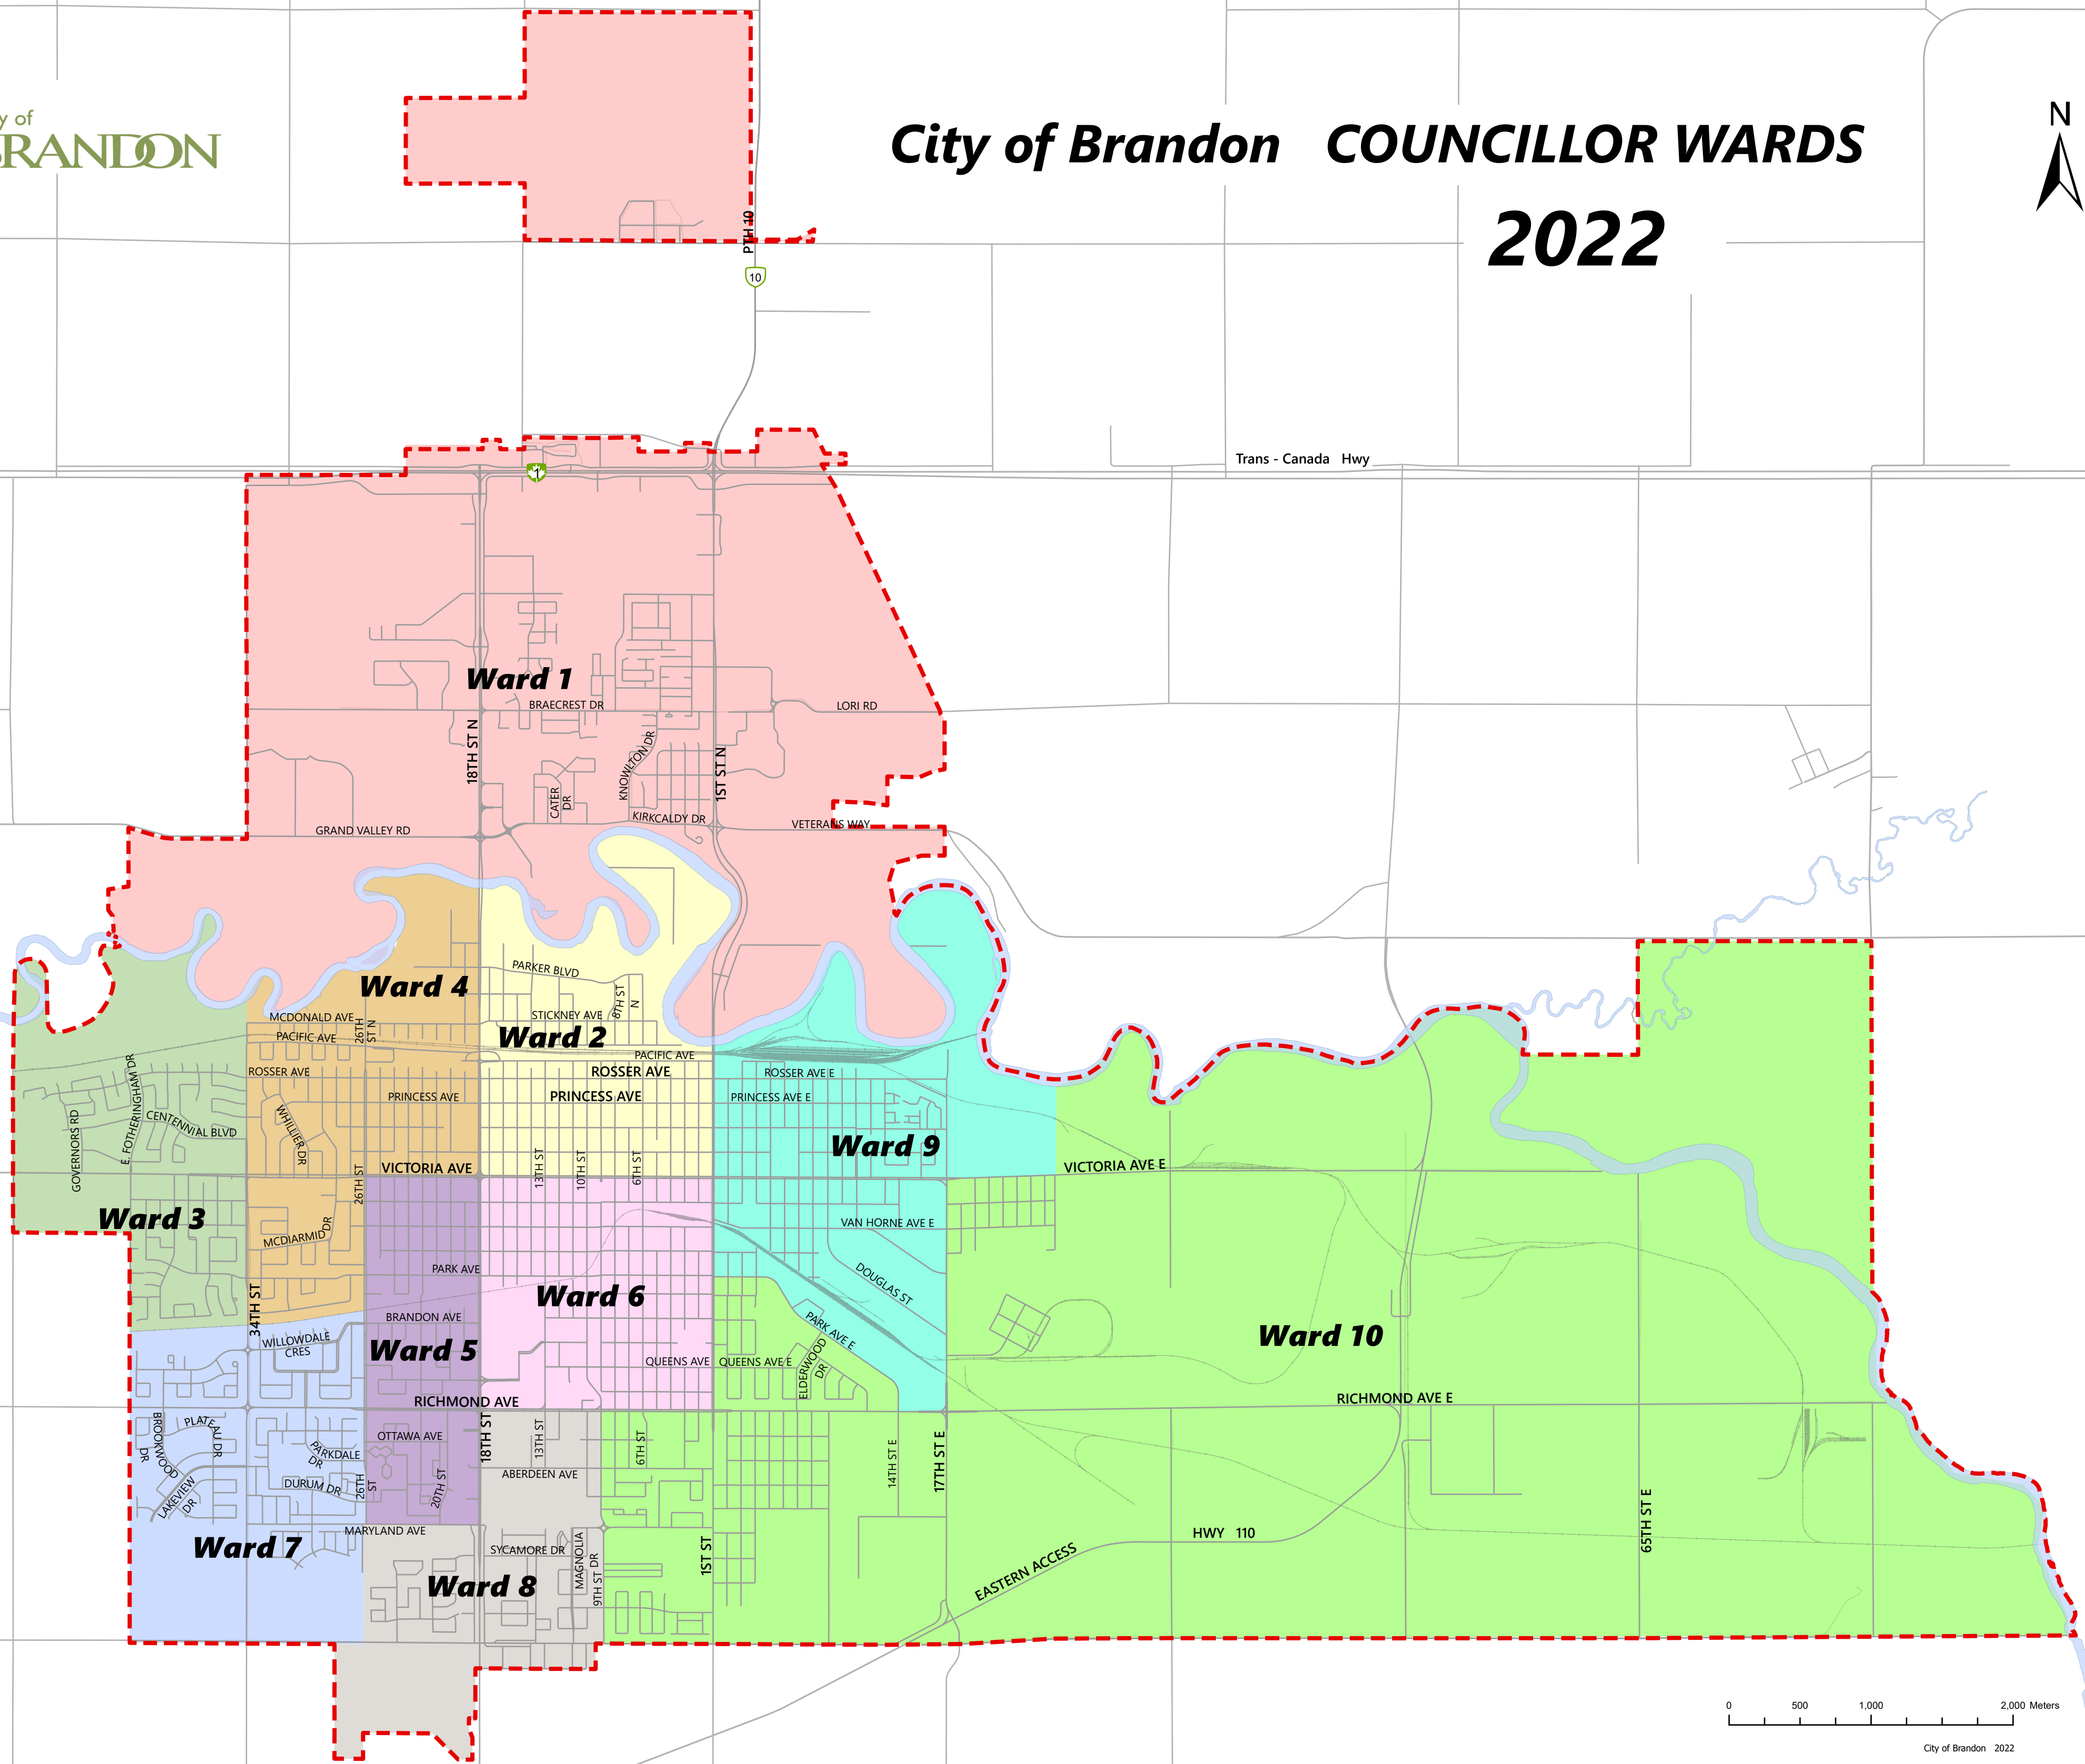 y of
BRANDON
City of Brandon COUNCILLOR WARDS
2022
N
PTH 10
10
Trans - Canada Hwy
1
Ward 1
BRAECREST DR
LORI RD
18TH ST N
KNOWLTON DR
1ST ST N
CATER
DR
KIRKCALDY DR
VETERANS WAY
GRAND VALLEY RD
Ward 4
PARKER BLVD
8TH ST
N
MCDONALD AVE
26TH
ST N
STICKNEY AVE
Ward 2
PACIFIC AVE
PACIFIC AVE
ROSSER AVE
ROSSER AVE
ROSSER AVE E
PRINCESS AVE
PRINCESS AVE
PRINCESS AVE E
GOVERNORS RD
E. FOTHERINGHAM DR
CENTENNIAL BLVD
WHILLIER DR
Ward 9
VICTORIA AVE
VICTORIA AVE E
26TH ST
13TH ST
10TH ST
6TH ST
Ward 3
MCDIARMID
DR
VAN HORNE AVE E
PARK AVE
DOUGLAS ST
34TH ST
Ward 6
BRANDON AVE
PARK AVE E
WILLOWDALE
CRES
Ward 5
QUEENS AVE
QUEENS AVE E
ELDERWOOD
DR
Ward 10
RICHMOND AVE
RICHMOND AVE E
BROOKWOOD
DR
PLATEAU DR
PARKDALE
DR
OTTAWA AVE
18TH ST
13TH ST
6TH ST
14TH ST E
17TH ST E
ABERDEEN AVE
LAKEVIEW
DR
DURUM DR
26TH
ST
20TH ST
65TH ST E
Ward 7
MARYLAND AVE
SYCAMORE DR
MAGNOLIA
9TH ST DR
1ST ST
HWY 110
EASTERN ACCESS
Ward 8
0 500 1,000 2,000 Meters
City of Brandon 2022